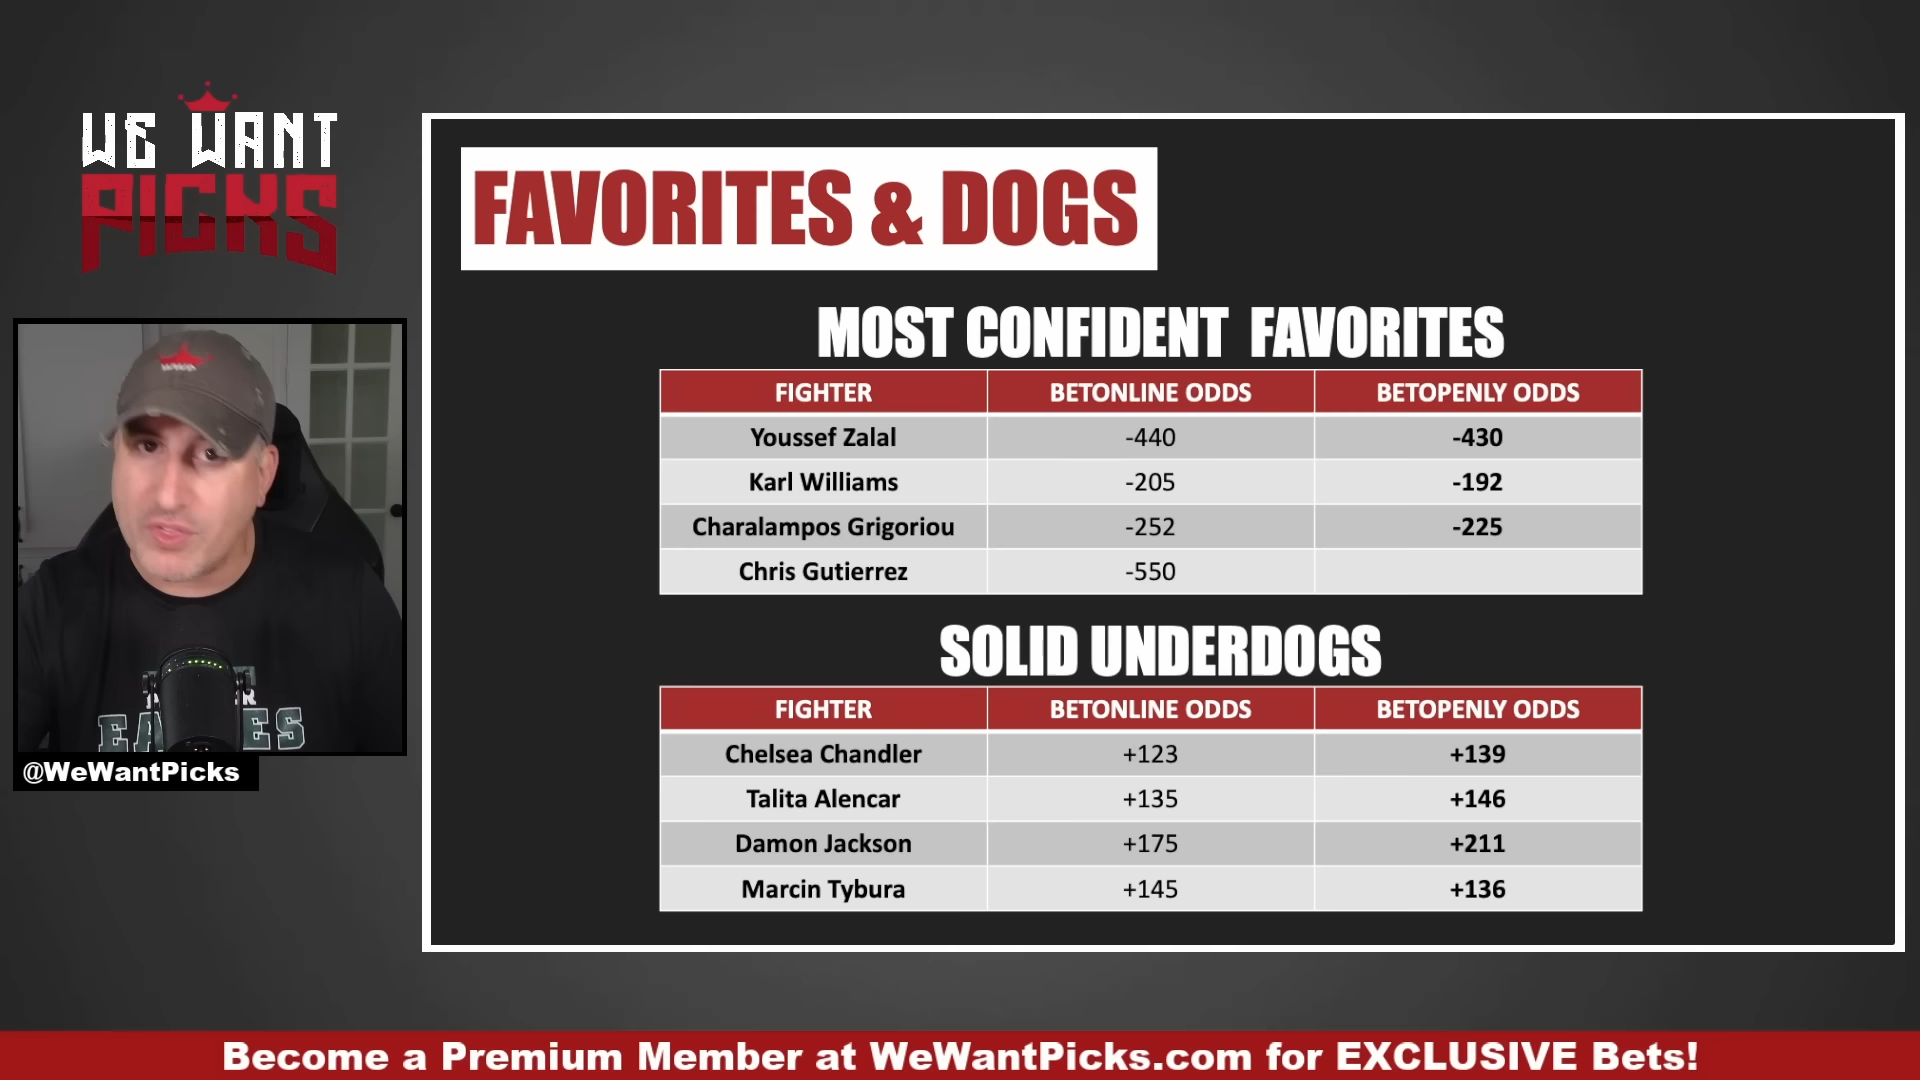 WE WANT
PICKS
FAVORITES & DOGS
MOST CONFIDENT FAVORITES
FIGHTER BETONLINE ODDS BETOPENLY ODDS
Youssef Zalal -440 -430
Karl Williams -205 -192
Charalampos Grigoriou -252 -225
Chris Gutierrez -550
SOLID UNDERDOGS
FIGHTER BETONLINE ODDS BETOPENLY ODDS
Chelsea Chandler +123 +139
Talita Alencar +135 +146
Damon Jackson +175 +211
Marcin Tybura +145 +136
@WeWantPicks
Become a Premium Member at WeWantPicks.com for EXCLUSIVE Bets!